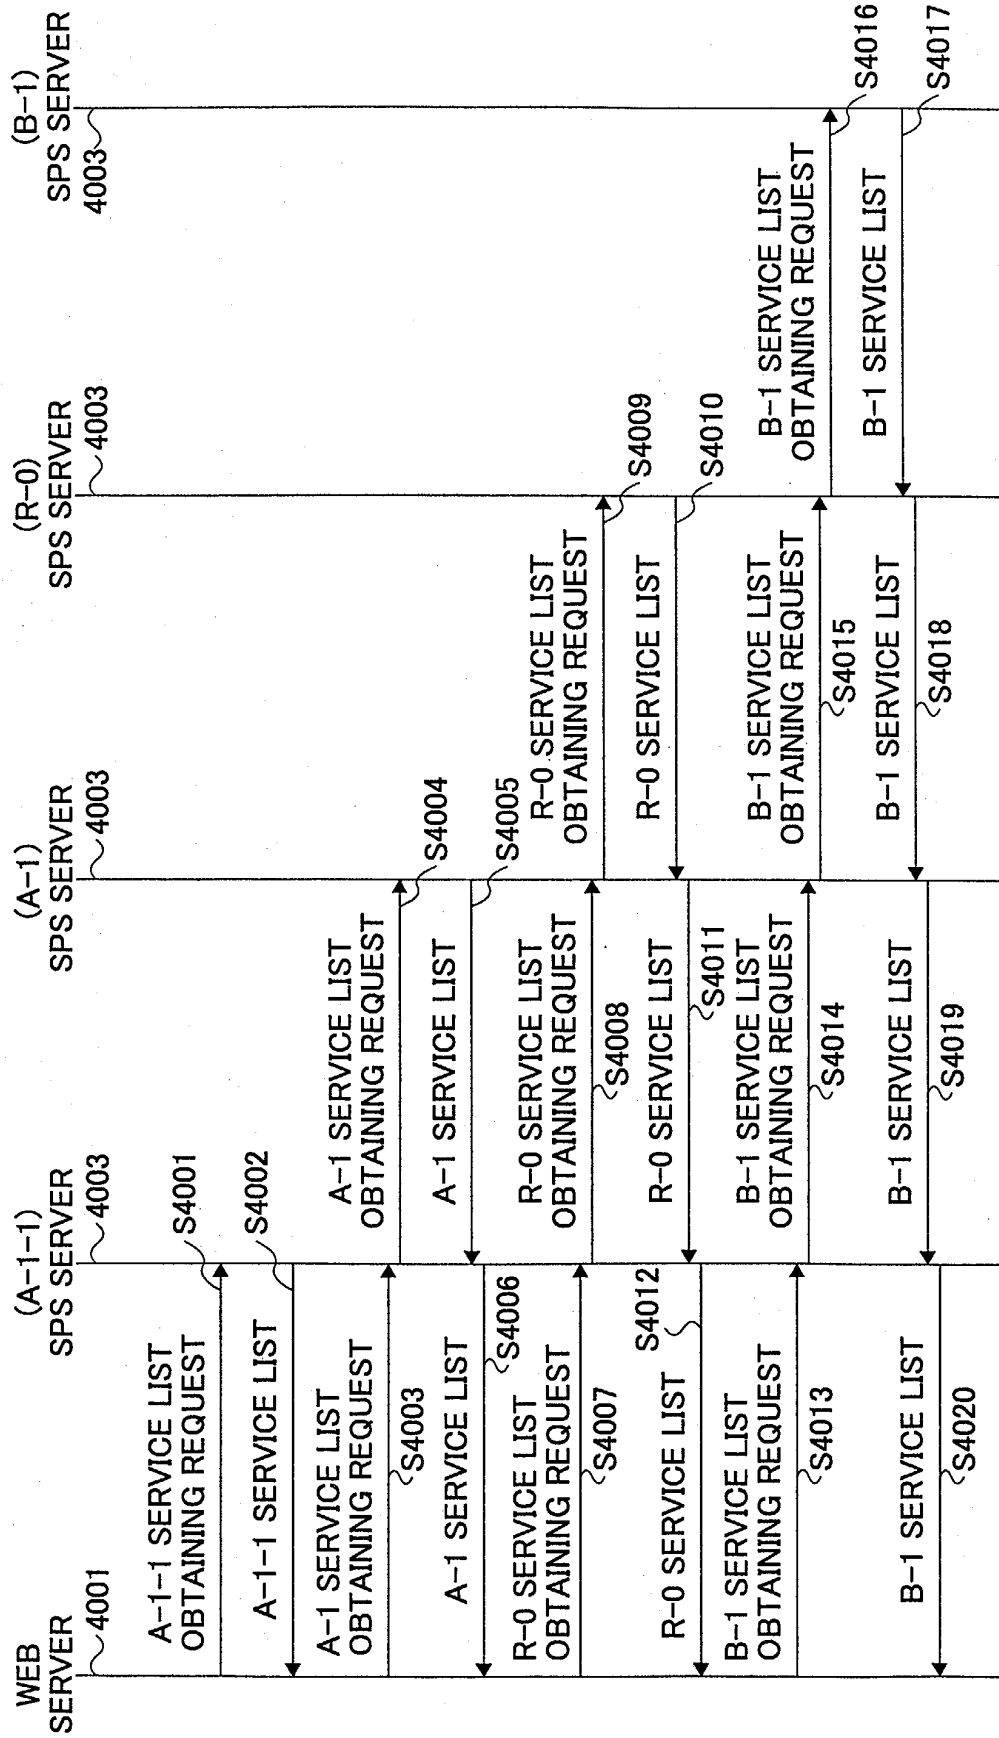 WEB
SERVER
4001
(A-1-1)
SPS SERVER
4003
(A-1)
SPS SERVER
4003
(R-0)
SPS SERVER
4003
(B-1)
SPS SERVER
4003
A-1-1 SERVICE LIST
OBTAINING REQUEST
S4001
A-1-1 SERVICE LIST
S4002
A-1 SERVICE LIST
OBTAINING REQUEST
S4003
A-1 SERVICE LIST
OBTAINING REQUEST
S4004
A-1 SERVICE LIST
S4005
A-1 SERVICE LIST
S4006
R-0 SERVICE LIST
OBTAINING REQUEST
S4007
R-0 SERVICE LIST
OBTAINING REQUEST
S4008
R-0 SERVICE LIST
OBTAINING REQUEST
S4009
R-0 SERVICE LIST
S4010
R-0 SERVICE LIST
S4011
R-0 SERVICE LIST
S4012
B-1 SERVICE LIST
OBTAINING REQUEST
S4013
B-1 SERVICE LIST
OBTAINING REQUEST
S4014
B-1 SERVICE LIST
OBTAINING REQUEST
S4015
B-1 SERVICE LIST
OBTAINING REQUEST
S4016
B-1 SERVICE LIST
S4017
B-1 SERVICE LIST
S4018
B-1 SERVICE LIST
S4019
B-1 SERVICE LIST
S4020